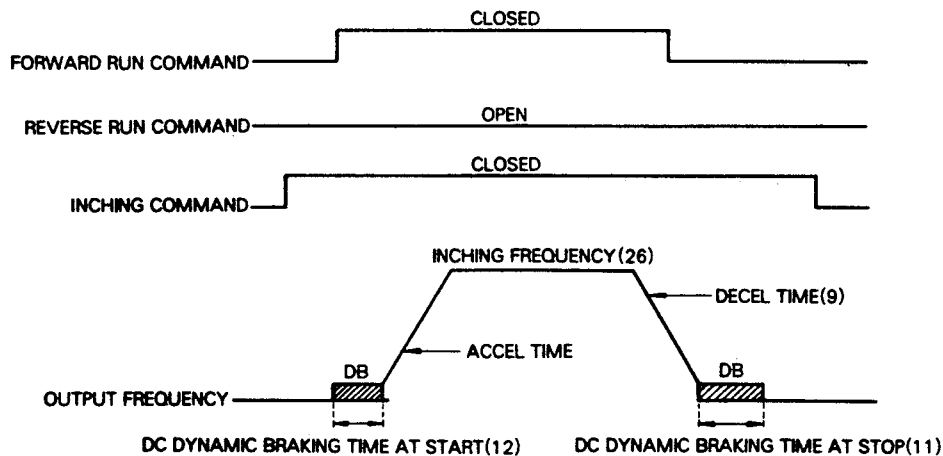 CLOSED
FORWARD RUN COMMAND
OPEN
REVERSE RUN COMMAND
CLOSED
INCHING COMMAND
INCHING FREQUENCY(26)
DECEL TIME(9)
ACCEL TIME
DB
DB
OUTPUT FREQUENCY
DC DYNAMIC BRAKING TIME AT START(12)
DC DYNAMIC BRAKING TIME AT STOP(11)